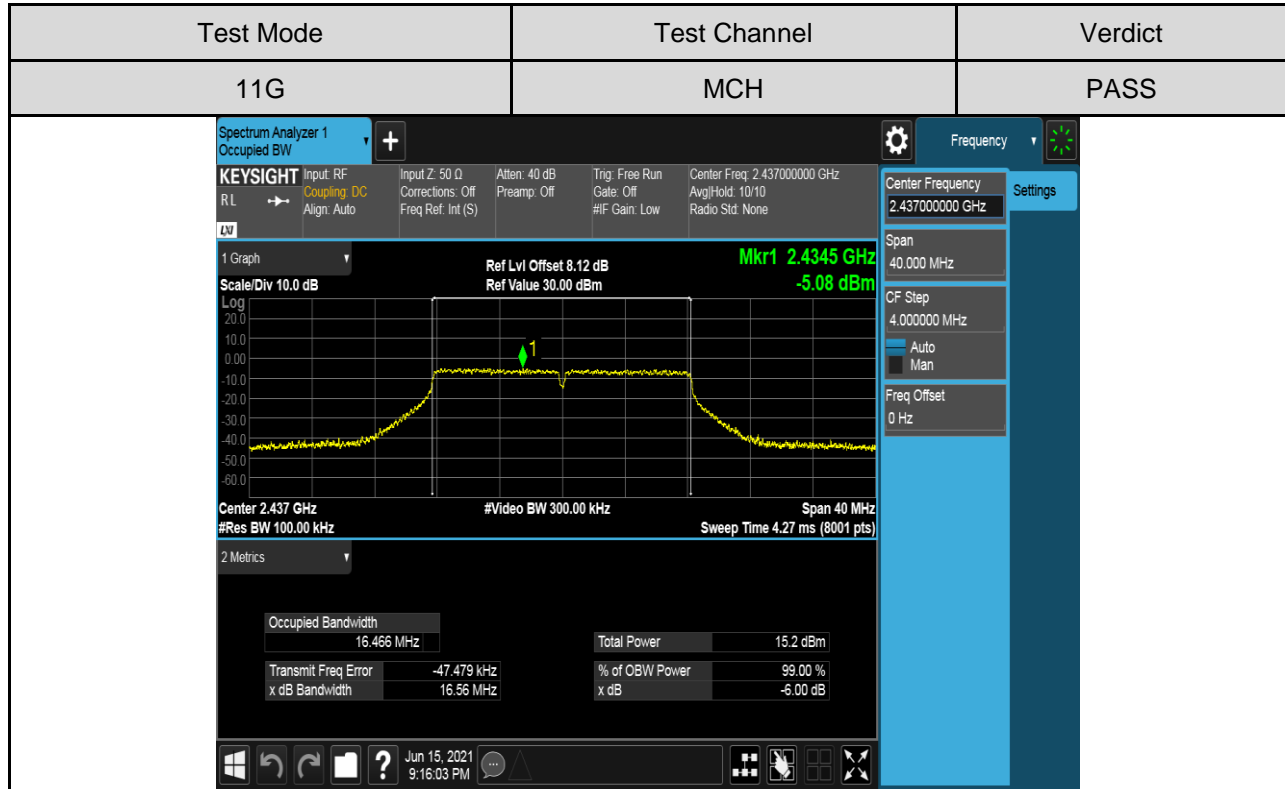 Test Mode Test Channel Verdict
11G MCH PASS
Spectrum Analyzer 1
Occupied BW
+
Frequency
KEYSIGHT
RL
LXI
Input: RF
Coupling: DC
Align: Auto
Input Z: 50 Ω
Corrections: Off
Freq Ref: Int (S)
Atten: 40 dB
Preamp: Off
Trig: Free Run
Gate: Off
#IF Gain: Low
Center Freq: 2.437000000 GHz
Avg|Hold: 10/10
Radio Std: None
Center Frequency
2.437000000 GHz
Settings
Span
40.000 MHz
CF Step
4.000000 MHz
Auto
Man
Freq Offset
0 Hz
1 Graph
Scale/Div 10.0 dB
Ref Lvl Offset 8.12 dB
Ref Value 30.00 dBm
Mkr1 2.4345 GHz
-5.08 dBm
Log
20.0
10.0
0.00
-10.0
-20.0
-30.0
-40.0
-50.0
-60.0
1
Center 2.437 GHz
#Res BW 100.00 kHz
#Video BW 300.00 kHz
Span 40 MHz
Sweep Time 4.27 ms (8001 pts)
2 Metrics
Occupied Bandwidth
16.466 MHz
Total Power 15.2 dBm
Transmit Freq Error -47.479 kHz
% of OBW Power 99.00 %
x dB Bandwidth 16.56 MHz
x dB -6.00 dB
?
Jun 15, 2021
9:16:03 PM